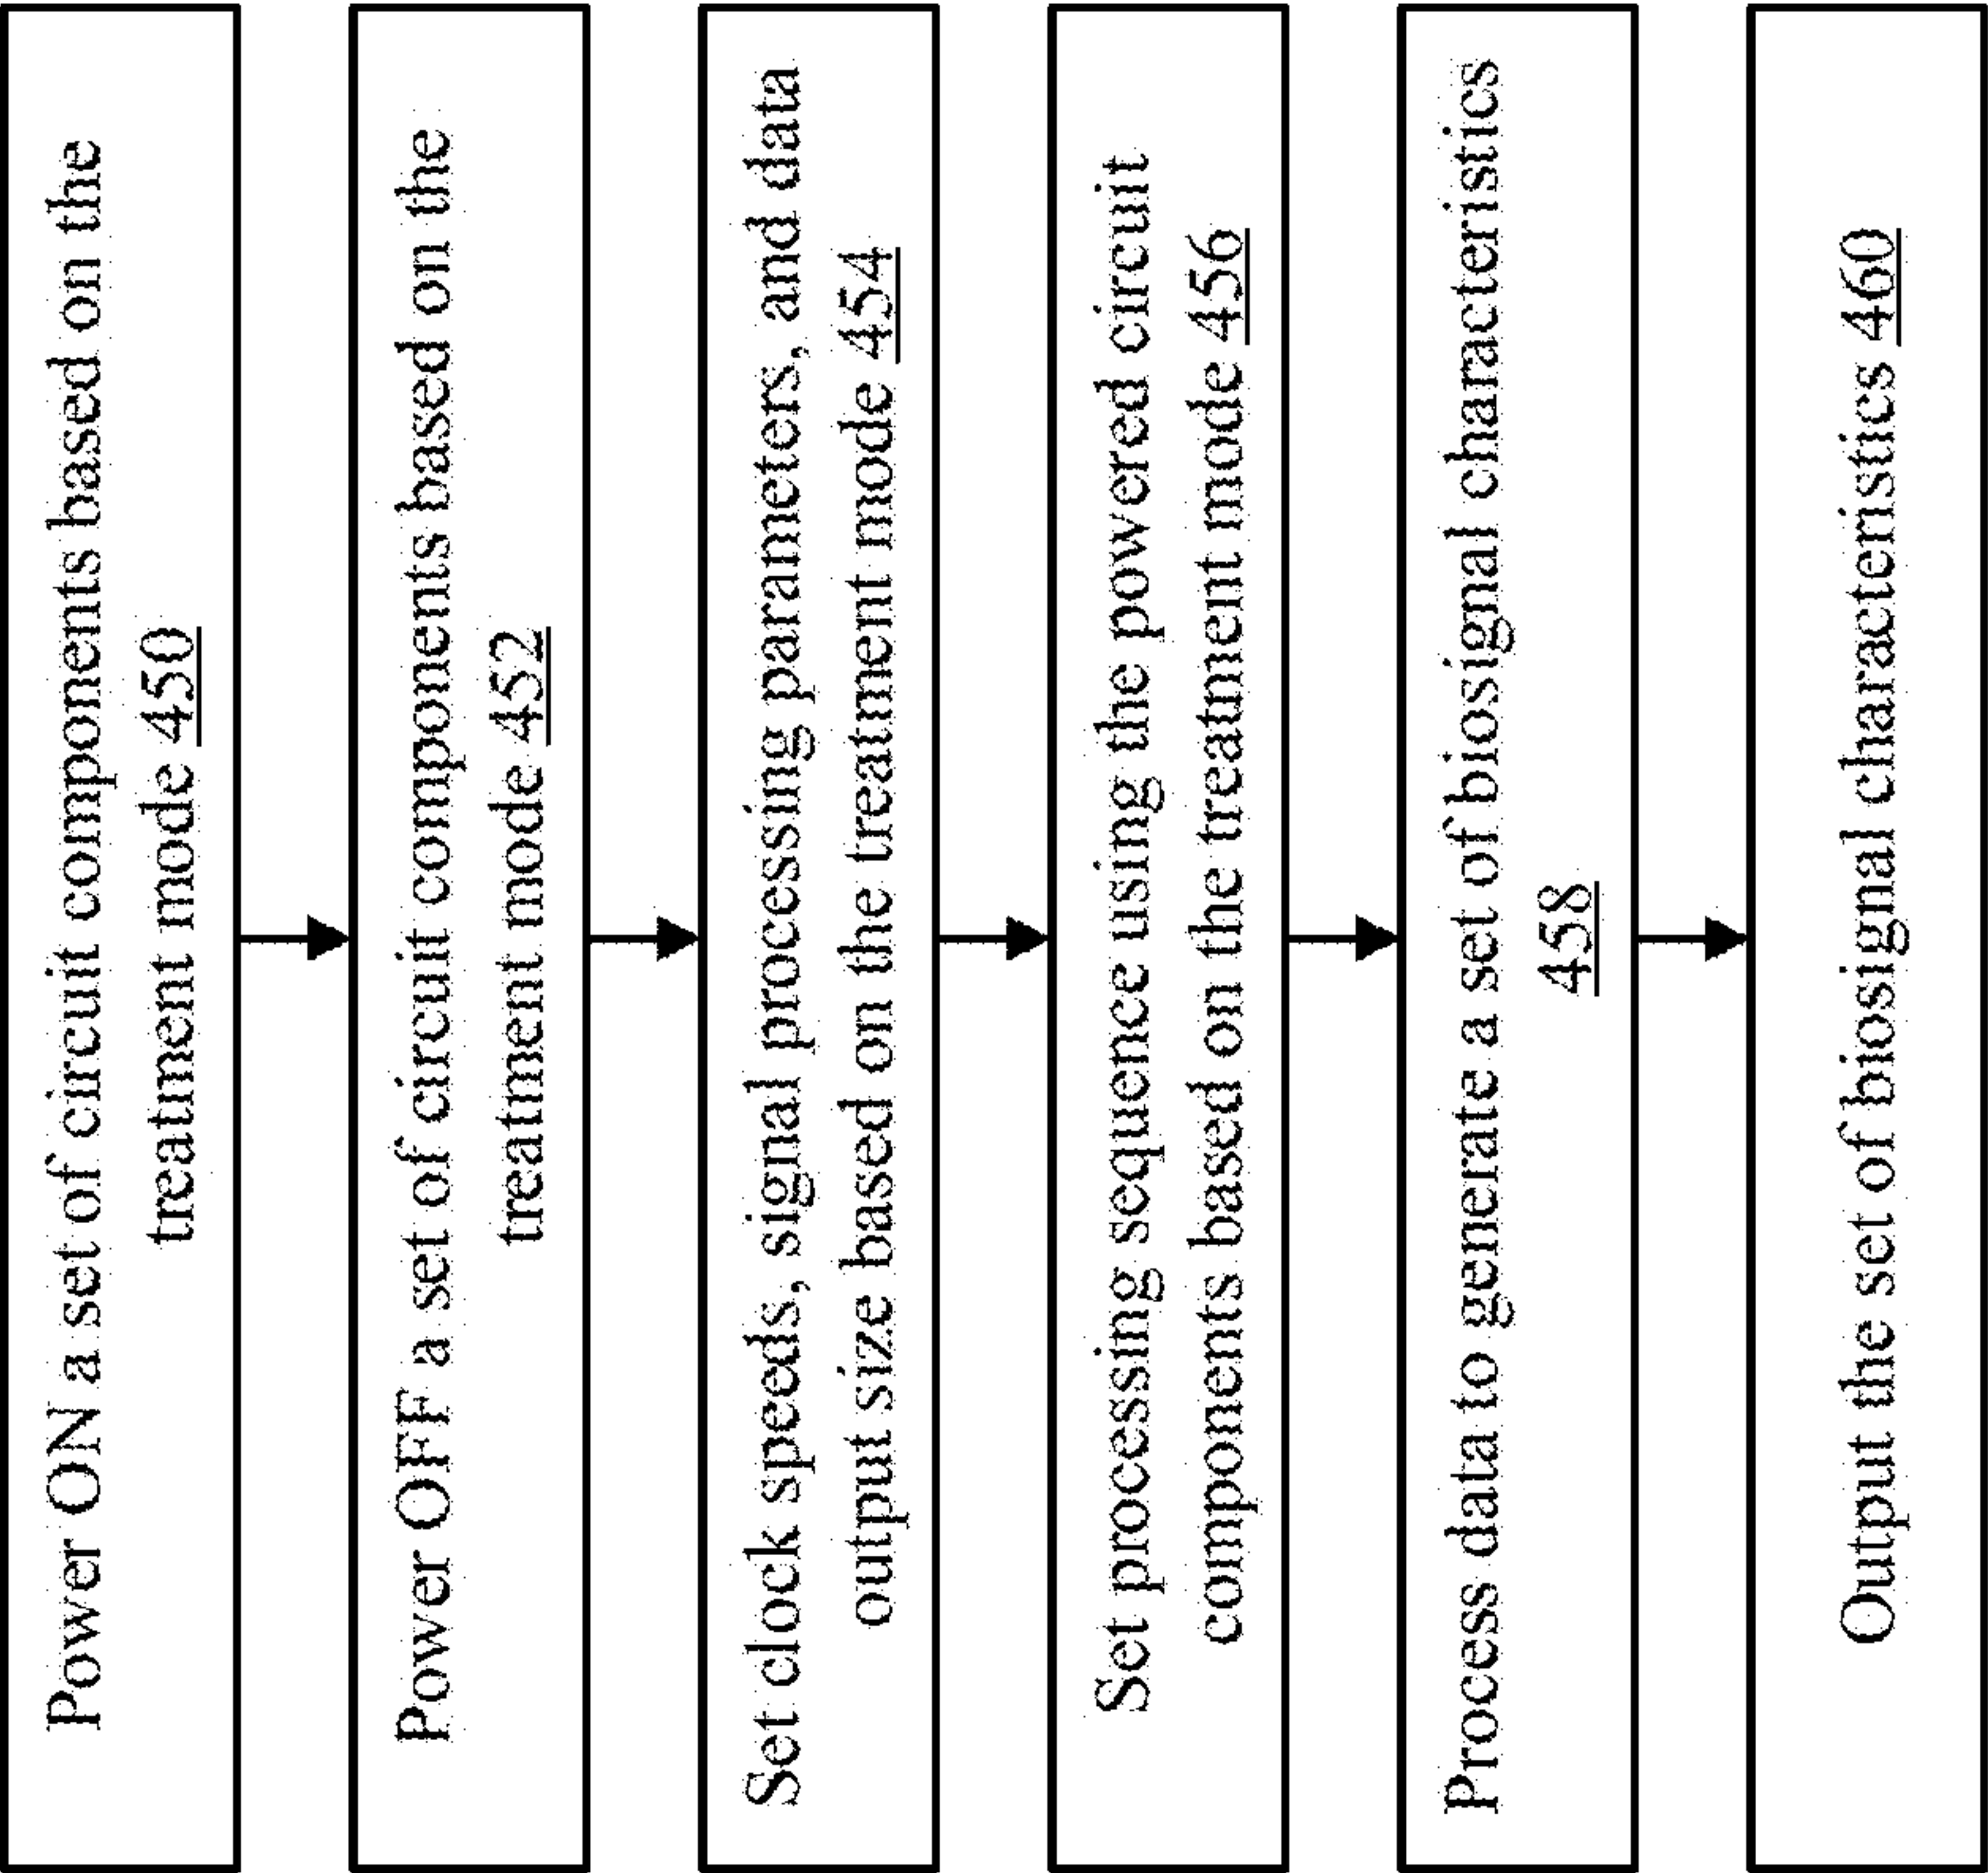 Power ON a set of circuit components based on the
treatment mode 450
Power OFF a set of circuit components based on the
treatment mode 452
Set clock speeds, signal processing parameters, and data
output size based on the treatment mode 454
Set processing sequence using the powered circuit
components based on the treatment mode 456
Process data to generate a set of biosignal characteristics
458
Output the set of biosignal characteristics 460